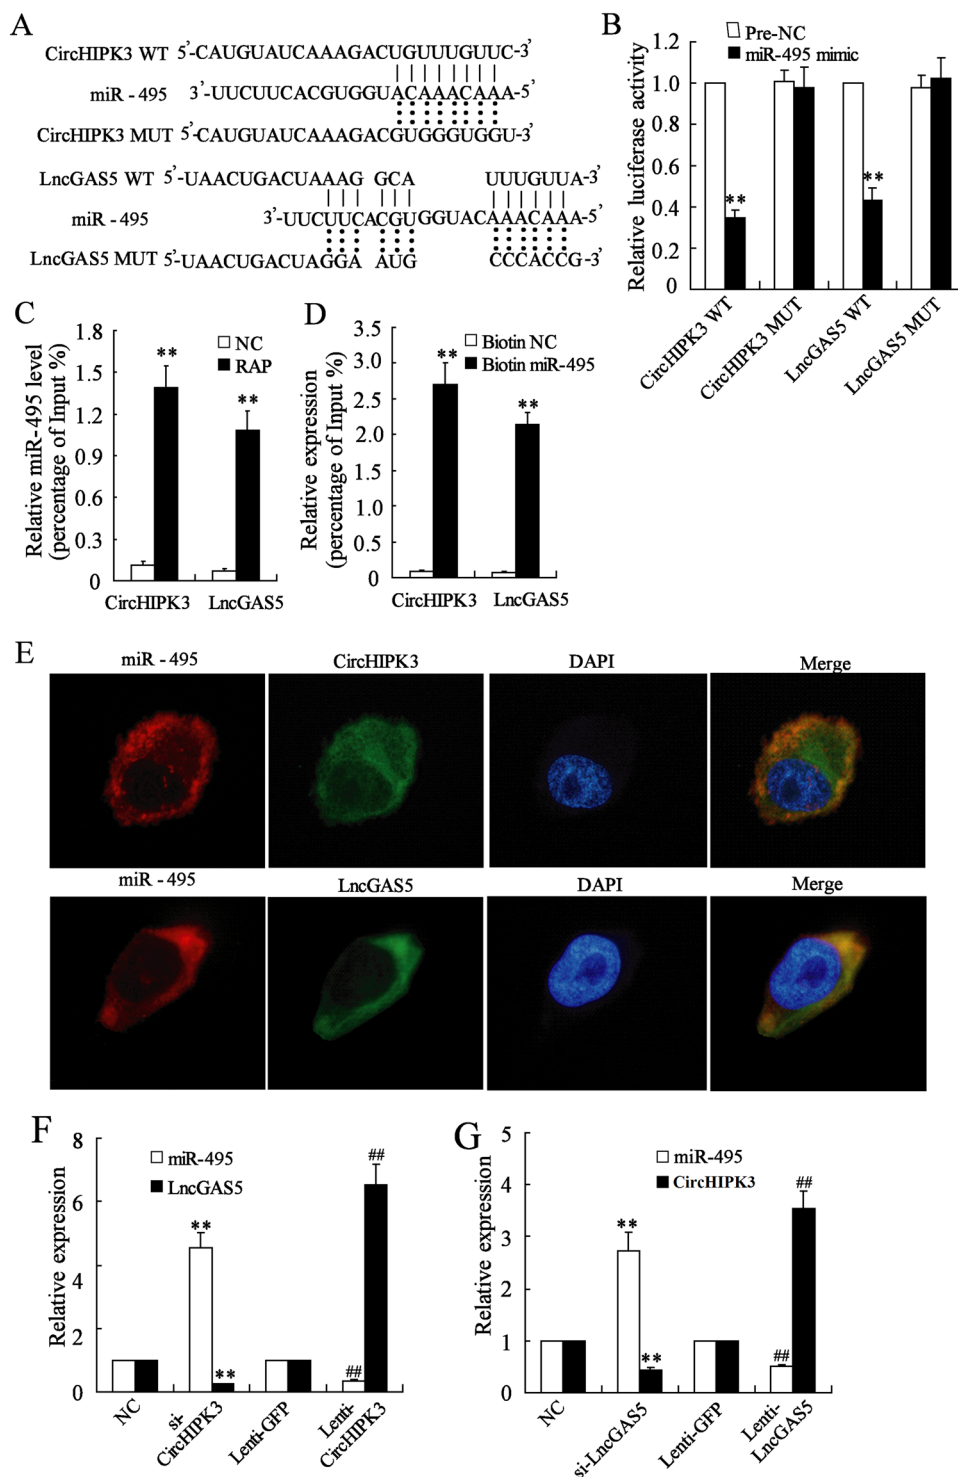 A
CircHIPK3 WT 5'-CAUGUAUCAAAGACUGUUUGUUC-3'
miR - 495 3'-UUCUUCACGUGGUACAAACAAA-5'
CircHIPK3 MUT 5'-CAUGUAUCAAAGACGUGGGUGGU-3'
LncGAS5 WT 5'-UAACUGACUAAAG GCA UUUGUUA-3'
miR - 495 3'-UUCUUCACGU GGUACAAACAAA-5'
LncGAS5 MUT 5'-UAACUGACUAGGA AUG CCCACCG-3'
B
Relative luciferase activity
1.2
1.0
0.8
0.6
0.4
0.2
0
Pre-NC
miR-495 mimic
**
**
CircHIPK3 WT
CircHIPK3 MUT
LncGAS5 WT
LncGAS5 MUT
C
Relative miR-495 level
(percentage of Input %)
1.8
1.5
1.2
0.9
0.6
0.3
0
NC
RAP
**
**
CircHIPK3 LncGAS5
D
Relative expression
(percentage of Input %)
3.5
3.0
2.5
2.0
1.5
1.0
0.5
0
Biotin NC
Biotin miR-495
**
**
CircHIPK3 LncGAS5
E
miR - 495 CircHIPK3 DAPI Merge
miR - 495 LncGAS5 DAPI Merge
F
Relative expression
8
6
4
2
0
miR-495
LncGAS5
**
**
##
##
NC
si-
CircHIPK3
Lenti-GFP
Lenti-
CircHIPK3
G
Relative expression
5
4
3
2
1
0
miR-495
CircHIPK3
**
**
##
##
NC
si-LncGAS5
Lenti-GFP
Lenti-
LncGAS5